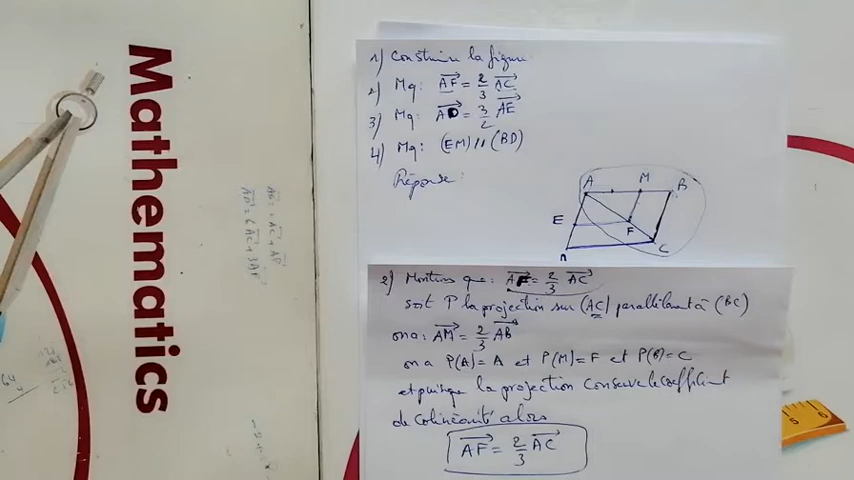 Mathematics
1) Construire la figure
2) Mq: AF = 2/3 AC
3) Mq: AD = 3/2 AE
4) Mq: (EM) // (BD)
Réponse:
A M B
E F
C
2) Montrons que: AF = 2/3 AC
soit P la projection sur (AC) parallèlement à (BC)
on a: AM = 2/3 AB
on a P(A) = A et P(M) = F et P(B) = C
et puisque la projection conserve le coefficient
de colinéarité alors
AF = 2/3 AC
5 6